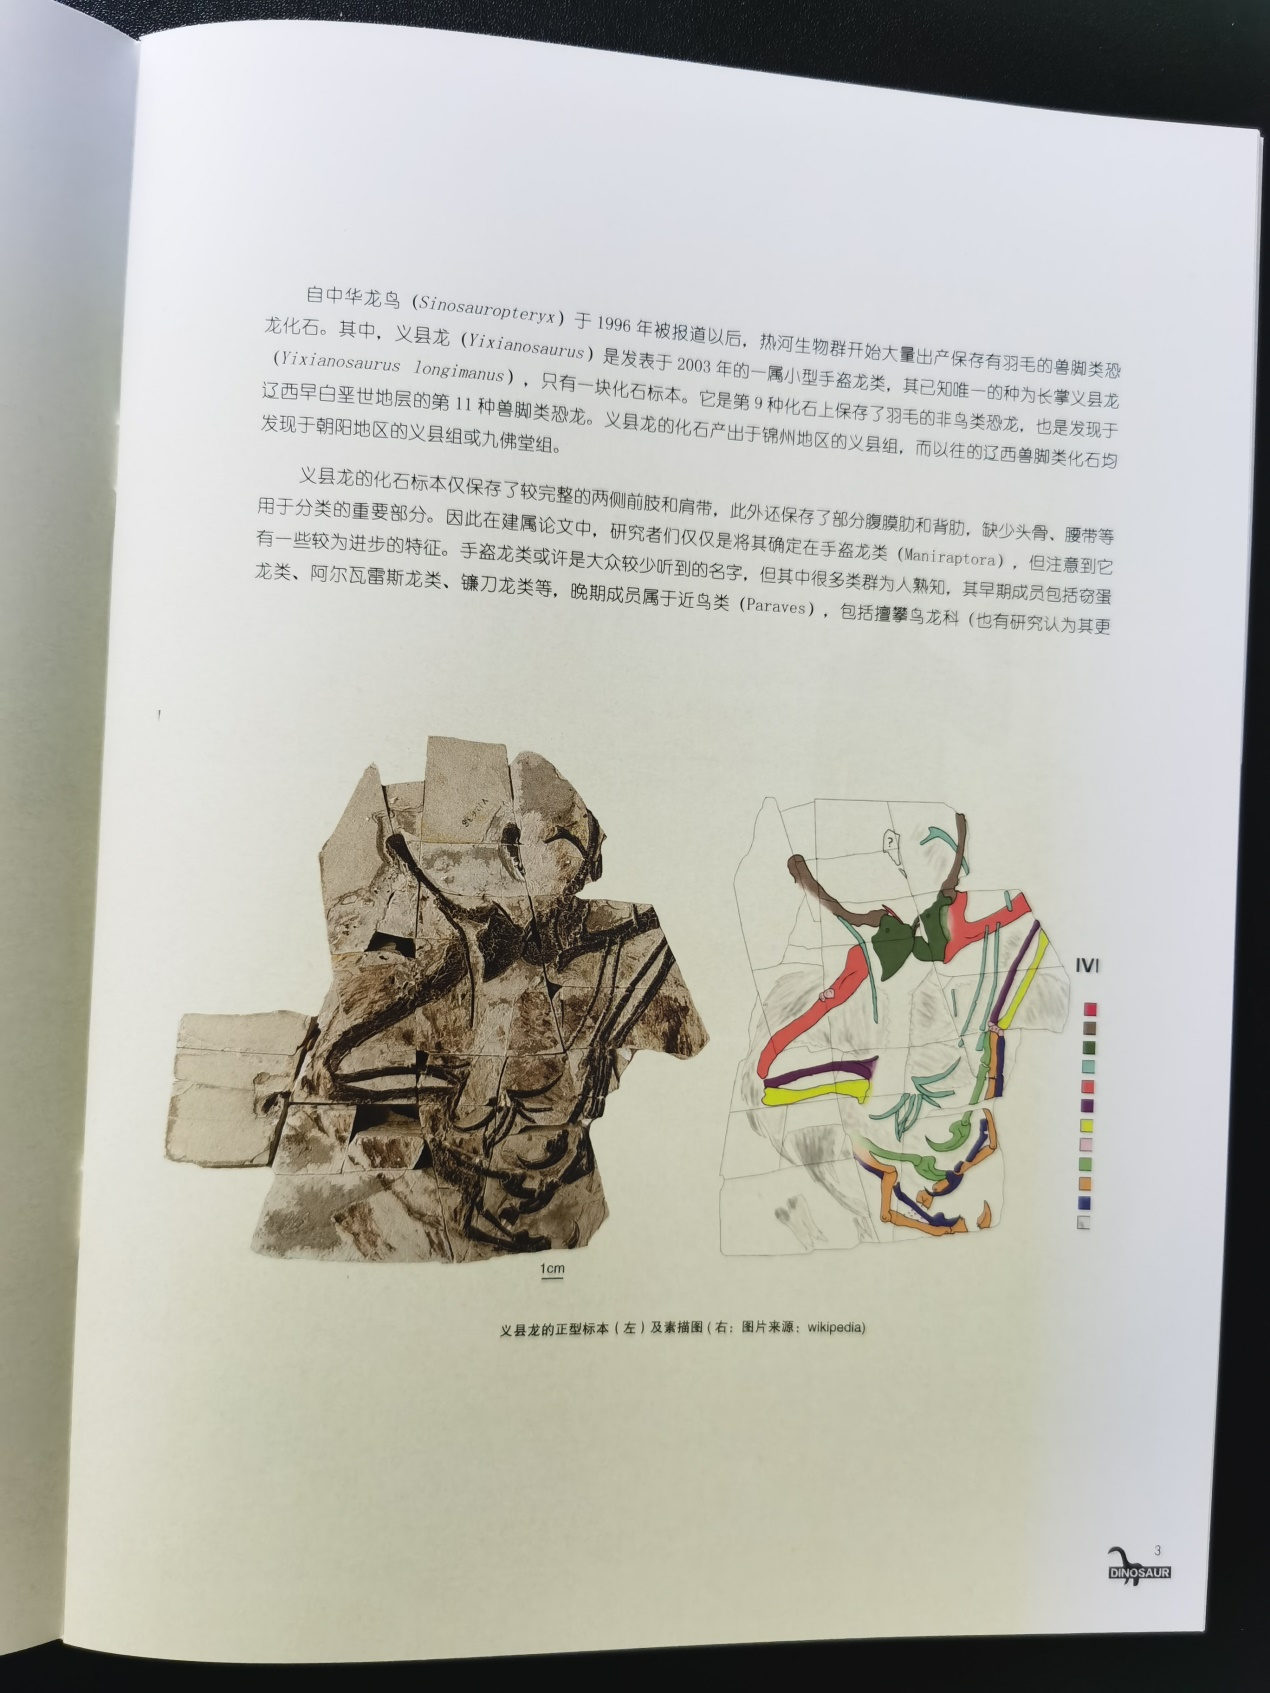 自中华龙鸟（Sinosauropteryx）于 1996 年被报道以后，热河生物群开始大量出产保存有羽毛的兽脚类恐
龙化石。其中，义县龙（Yixianosaurus）是发表于 2003 年的一属小型手盗龙类，其已知唯一的种为长掌义县龙
（Yixianosaurus longimanus），只有一块化石标本。它是第 9 种化石上保存了羽毛的非鸟类恐龙，也是发现于
辽西早白垩世地层的第 11 种兽脚类恐龙。义县龙的化石产出于锦州地区的义县组，而以往的辽西兽脚类化石均
发现于朝阳地区的义县组或九佛堂组。
义县龙的化石标本仅保存了较完整的两侧前肢和肩带，此外还保存了部分腹膜肋和背肋，缺少头骨、腰带等
用于分类的重要部分。因此在建属论文中，研究者们仅仅是将其确定在手盗龙类（Maniraptora），但注意到它
有一些较为进步的特征。手盗龙类或许是大众较少听到的名字，但其中很多类群为人熟知，其早期成员包括窃蛋
龙类、阿尔瓦雷斯龙类、镰刀龙类等，晚期成员属于近鸟类（Paraves），包括擅攀鸟龙科（也有研究认为其更
?
IVI
1cm
义县龙的正型标本（左）及素描图（右：图片来源：wikipedia)
3
DINOSAUR